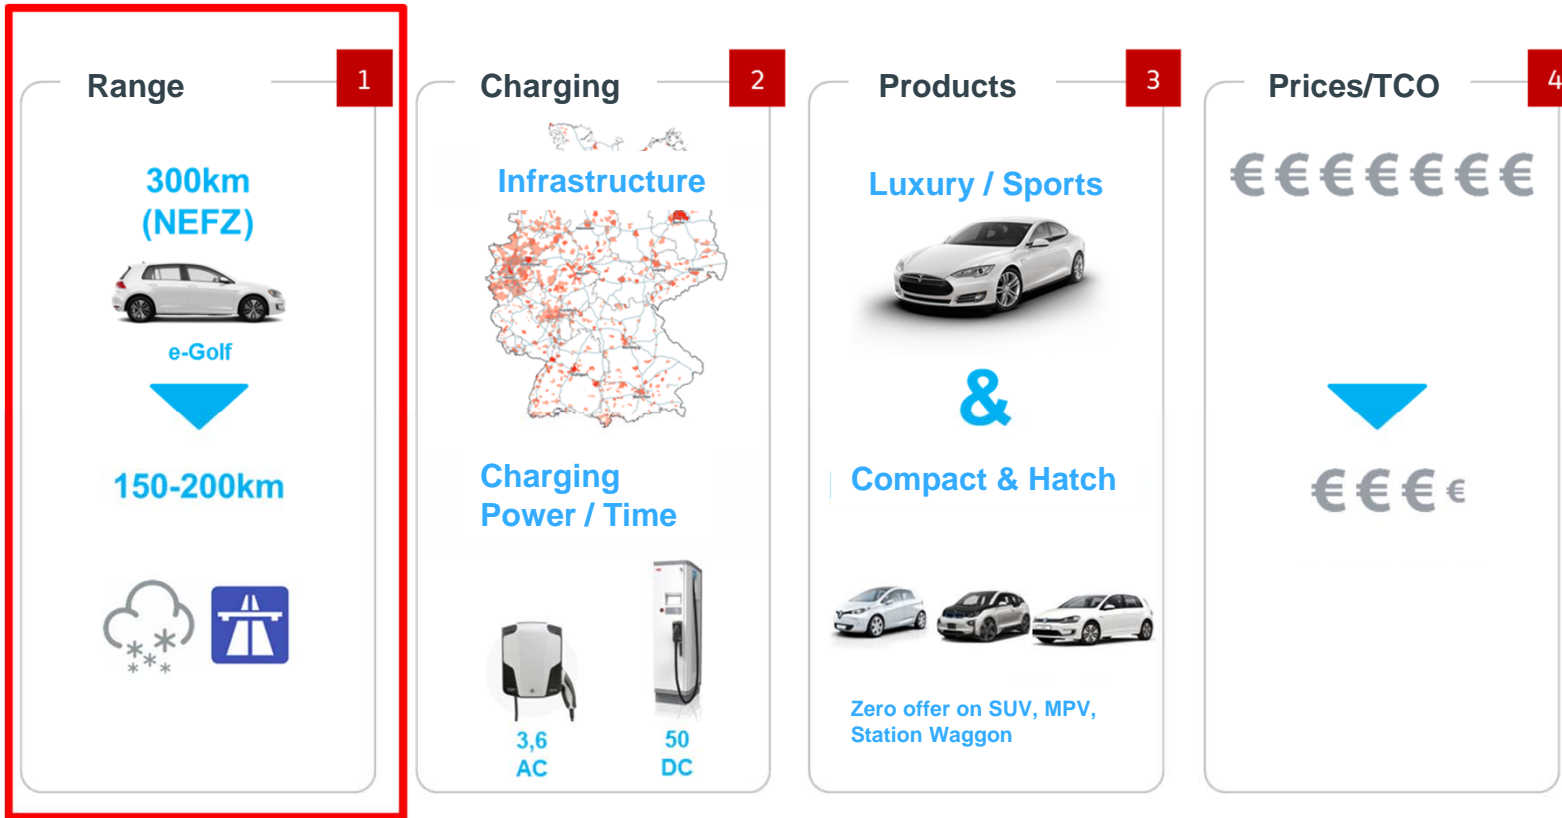 Range
1
300km
(NEFZ)
e-Golf
150-200km
Charging
2
Infrastructure
Charging
Power / Time
3,6
AC
50
DC
Products
3
Luxury / Sports
&
Compact & Hatch
Zero offer on SUV, MPV,
Station Waggon
Prices/TCO
4
€€€€€€€
€€€€